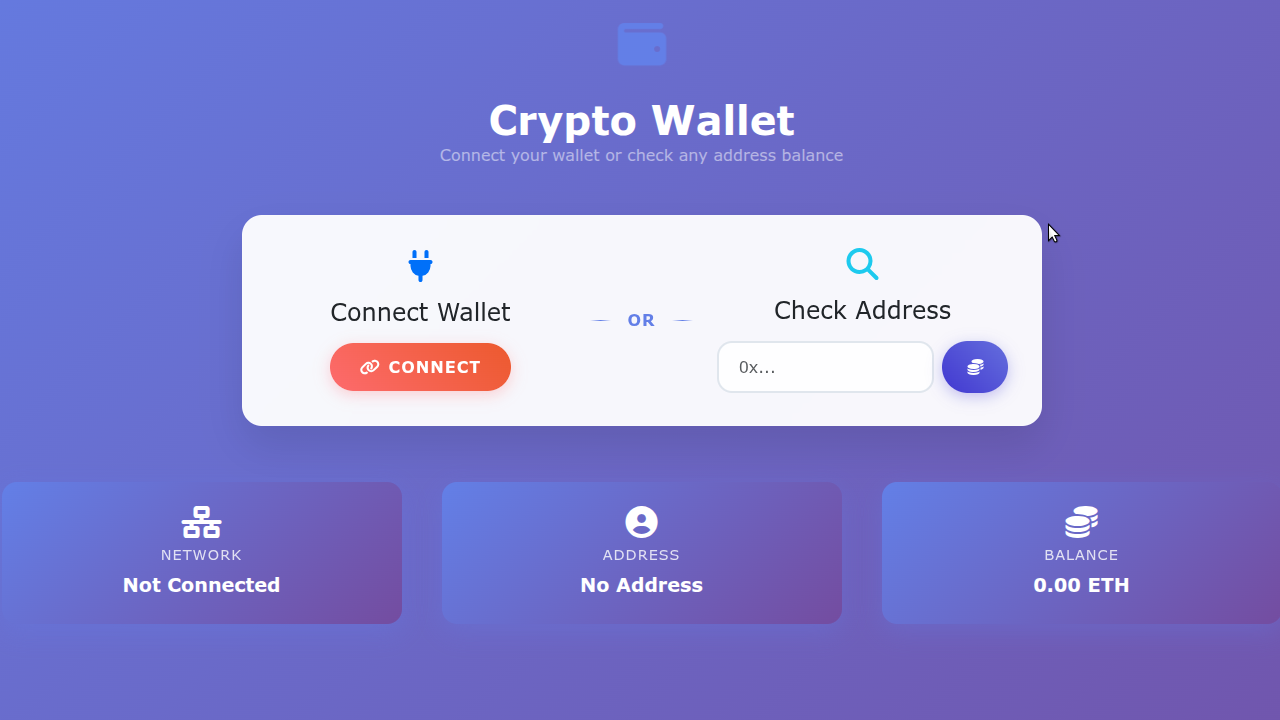 Crypto Wallet
Connect your wallet or check any address balance
Connect Wallet
CONNECT
OR
Check Address
0x...
NETWORK
Not Connected
ADDRESS
No Address
BALANCE
0.00 ETH